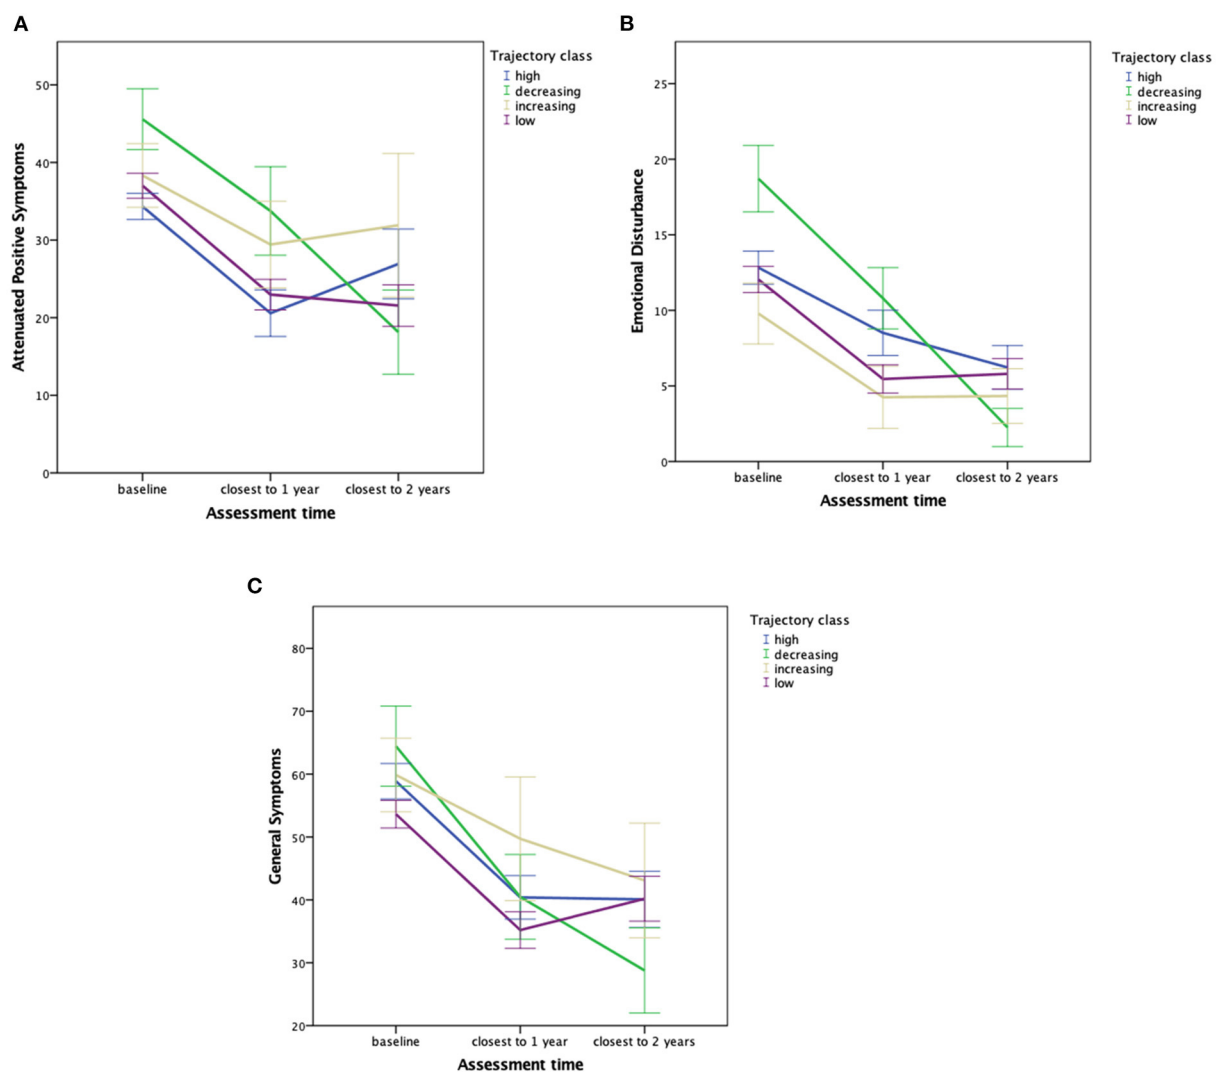 A
Attenuated Positive Symptoms
50
40
30
20
10
0
baseline closest to 1 year closest to 2 years
Assessment time
Trajectory class
high
decreasing
increasing
low
B
Emotional Disturbance
25
20
15
10
5
0
baseline closest to 1 year closest to 2 years
Assessment time
Trajectory class
high
decreasing
increasing
low
C
General Symptoms
80
70
60
50
40
30
20
baseline closest to 1 year closest to 2 years
Assessment time
Trajectory class
high
decreasing
increasing
low